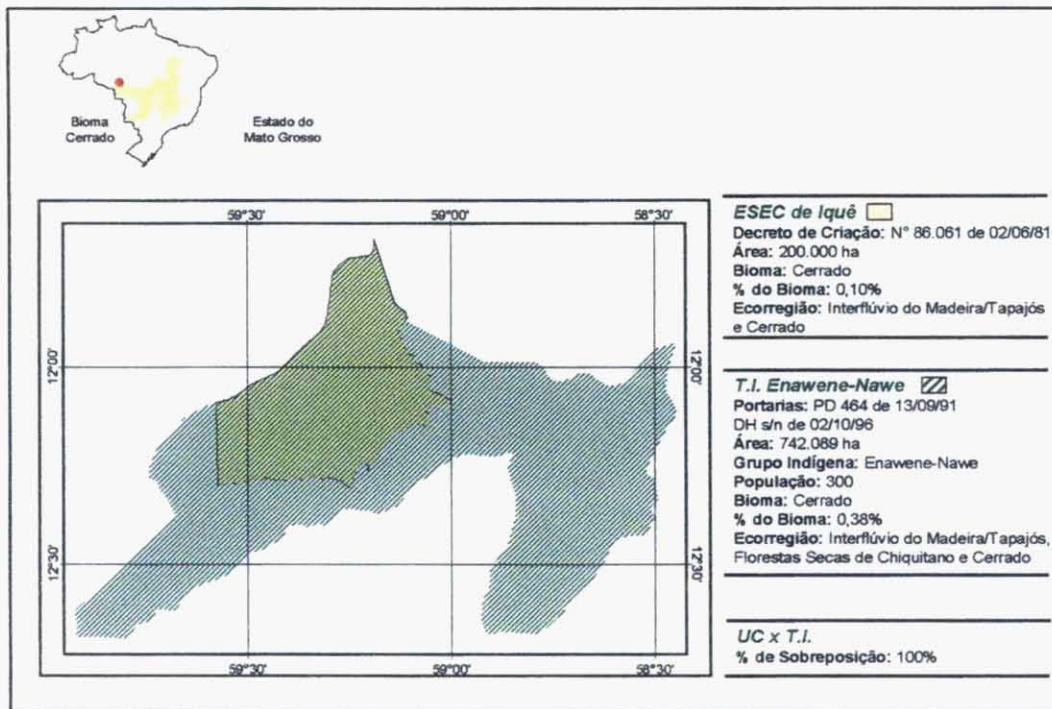 Bioma
Cerrado
Estado do
Mato Grosso
59°30'
59°00'
58°30'
12°00'
12°00'
12°30'
12°30'
59°30'
59°00'
58°30'
ESEC de Iquê
Decreto de Criação: N° 86.061 de 02/06/81
Área: 200.000 ha
Bioma: Cerrado
% do Bioma: 0,10%
Ecorregião: Interflúvio do Madeira/Tapajós
e Cerrado
T.I. Enawene-Nawe
Portarias: PD 464 de 13/09/91
DH s/n de 02/10/96
Área: 742.089 ha
Grupo Indígena: Enawene-Nawe
População: 300
Bioma: Cerrado
% do Bioma: 0,38%
Ecorregião: Interflúvio do Madeira/Tapajós,
Florestas Secas de Chiquitano e Cerrado
UC x T.I.
% de Sobreposição: 100%